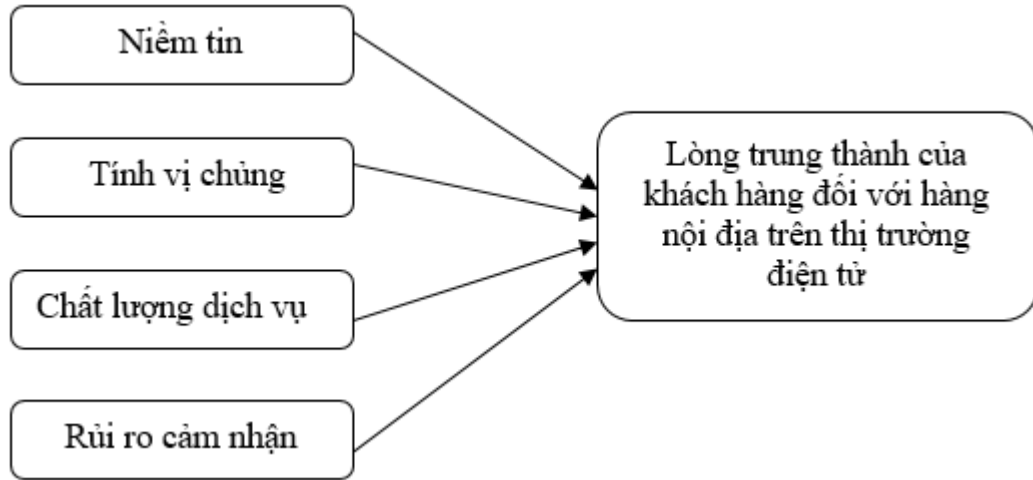 Niềm tin
Tính vị chủng
Chất lượng dịch vụ
Rủi ro cảm nhận
Lòng trung thành của
khách hàng đối với hàng
nội địa trên thị trường
điện tử